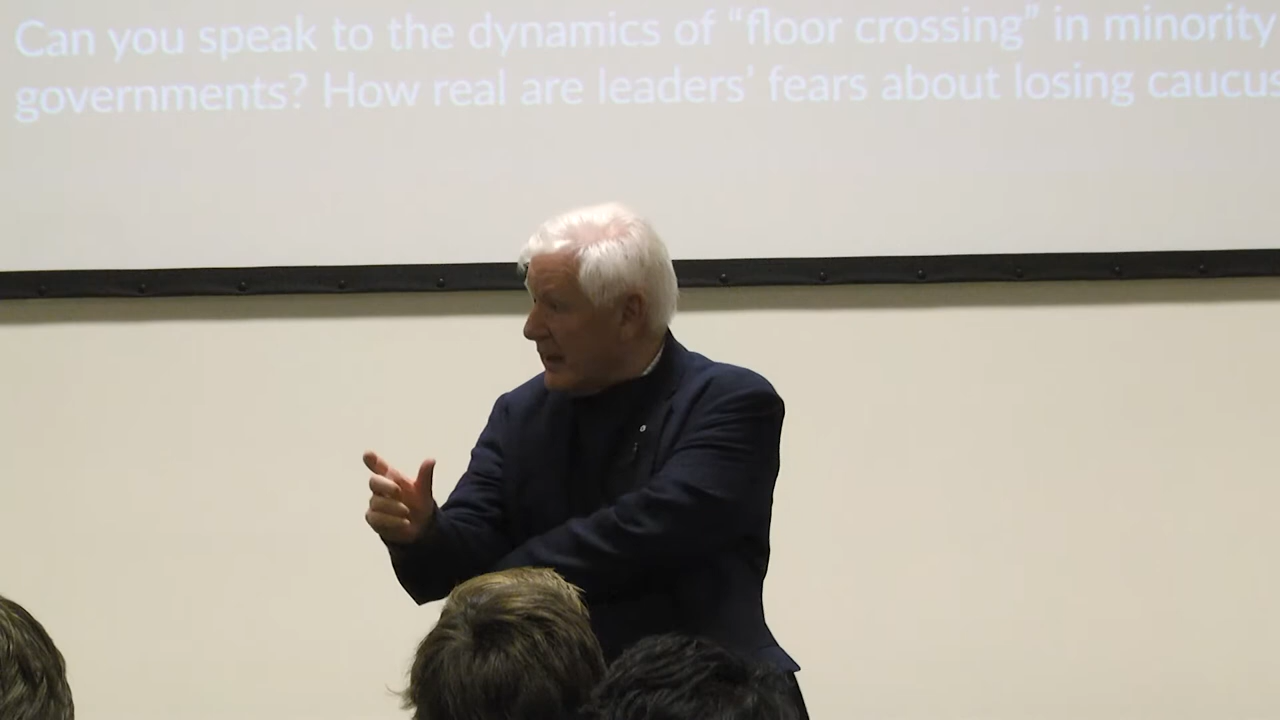 Can you speak to the dynamics of “floor crossing” in minority
governments? How real are leaders’ fears about losing caucus